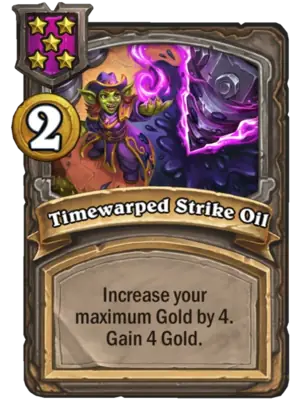 2
Timewarped Strike Oil
Increase your
maximum Gold by 4.
Gain 4 Gold.